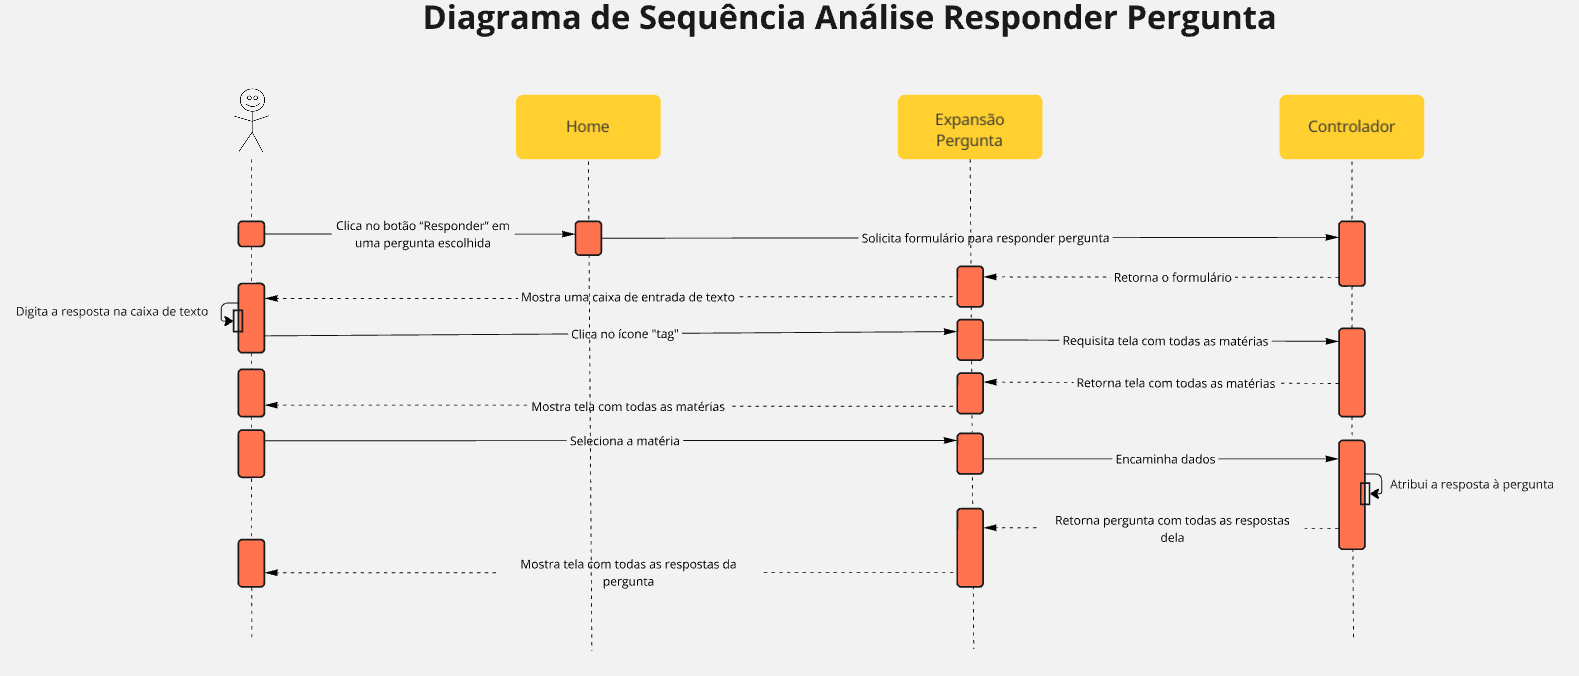 Diagrama de Sequência Análise Responder Pergunta
Home
Expansão
Pergunta
Controlador
Clica no botão “Responder” em
uma pergunta escolhida
Solicita formulário para responder pergunta
Retorna o formulário
Mostra uma caixa de entrada de texto
Digita a resposta na caixa de texto
Clica no ícone "tag"
Requisita tela com todas as matérias
Retorna tela com todas as matérias
Mostra tela com todas as matérias
Seleciona a matéria
Encaminha dados
Atribui a resposta à pergunta
Retorna pergunta com todas as respostas
dela
Mostra tela com todas as respostas da
pergunta